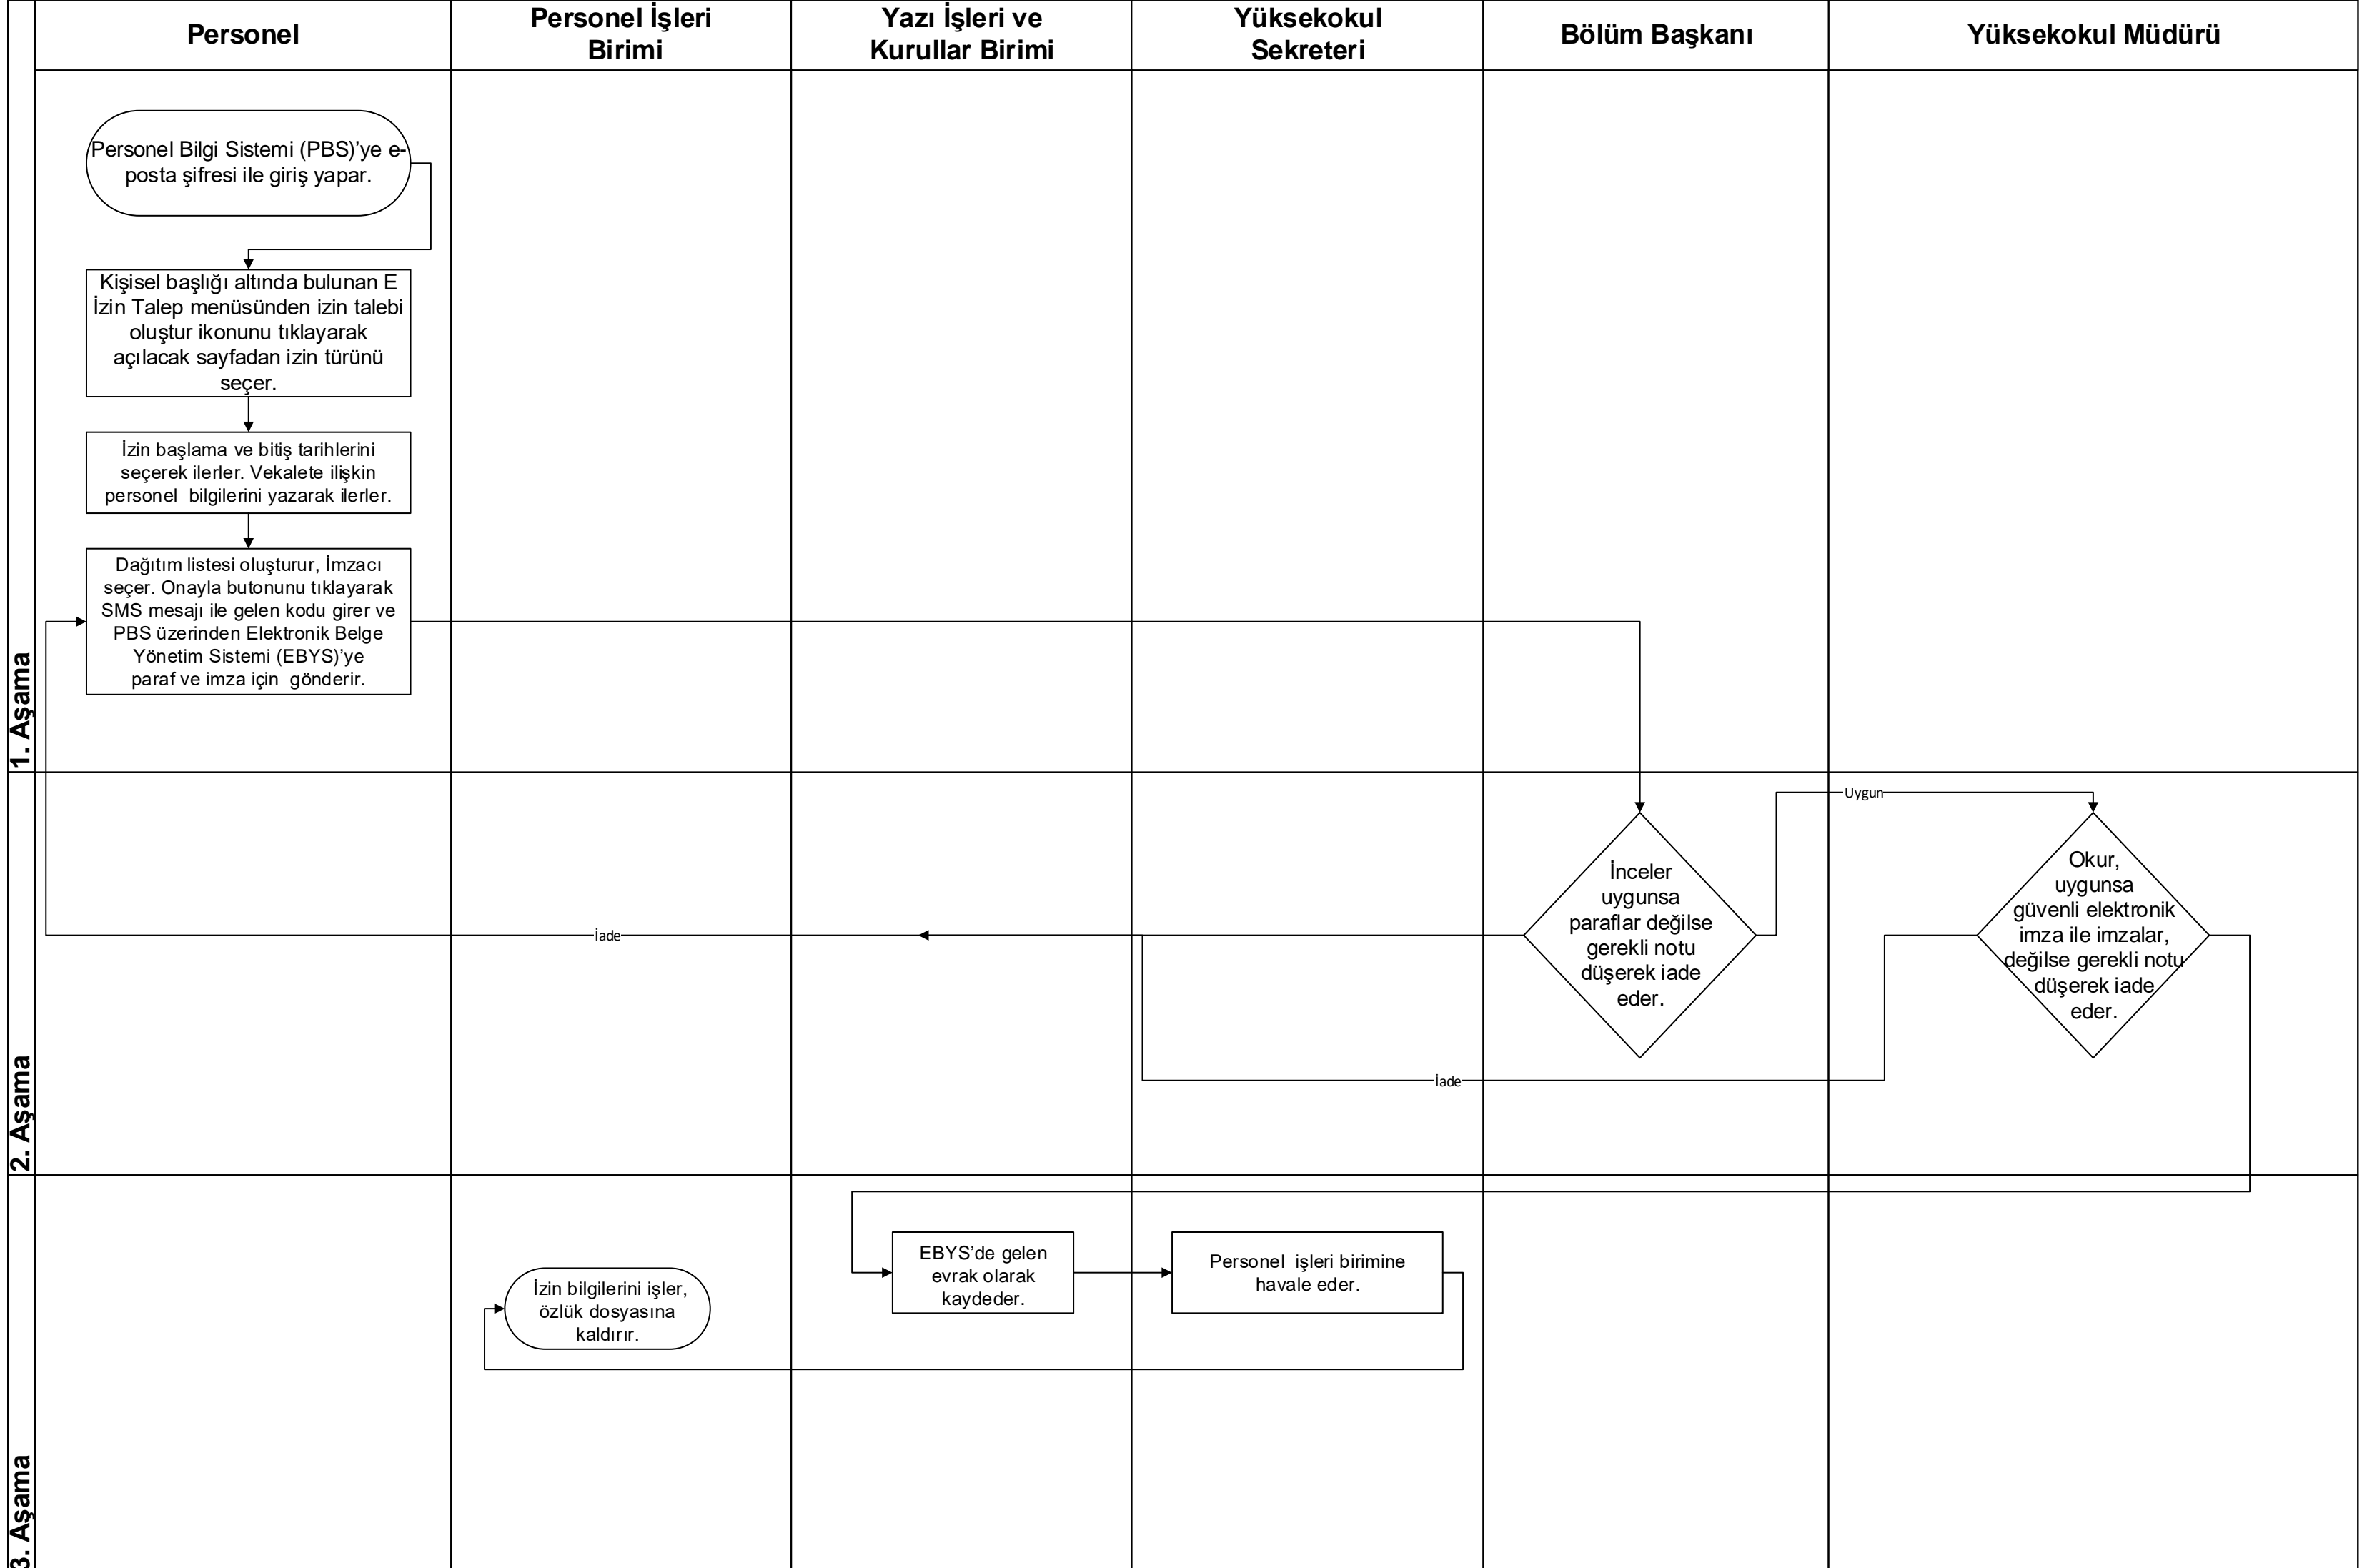 Personel
Personel İşleri
Birimi
Yazı İşleri ve
Kurullar Birimi
Yüksekokul
Sekreteri
Bölüm Başkanı
Yüksekokul Müdürü
1. Aşama
Personel Bilgi Sistemi (PBS)’ye e-
posta şifresi ile giriş yapar.
Kişisel başlığı altında bulunan E
İzin Talep menüsünden izin talebi
oluştur ikonunu tıklayarak
açılacak sayfadan izin türünü
seçer.
İzin başlama ve bitiş tarihlerini
seçerek ilerler. Vekalete ilişkin
personel  bilgilerini yazarak ilerler.
Dağıtım listesi oluşturur, İmzacı
seçer. Onayla butonunu tıklayarak
SMS mesajı ile gelen kodu girer ve
PBS üzerinden Elektronik Belge
Yönetim Sistemi (EBYS)’ye
paraf ve imza için  gönderir.
2. Aşama
Uygun
İnceler
uygunsa
paraflar değilse
gerekli notu
düşerek iade
eder.
Okur,
uygunsa
güvenli elektronik
imza ile imzalar,
değilse gerekli notu
düşerek iade
eder.
İade
İade
3. Aşama
EBYS’de gelen
evrak olarak
kaydeder.
Personel  işleri birimine
havale eder.
İzin bilgilerini işler,
özlük dosyasına
kaldırır.